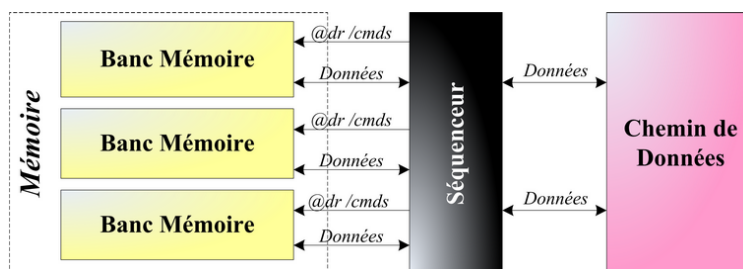 Mémoire
Banc Mémoire
@dr /cmds
Données
Banc Mémoire
@dr /cmds
Données
Banc Mémoire
@dr /cmds
Données
Séquenceur
Données
Données
Chemin de
Données